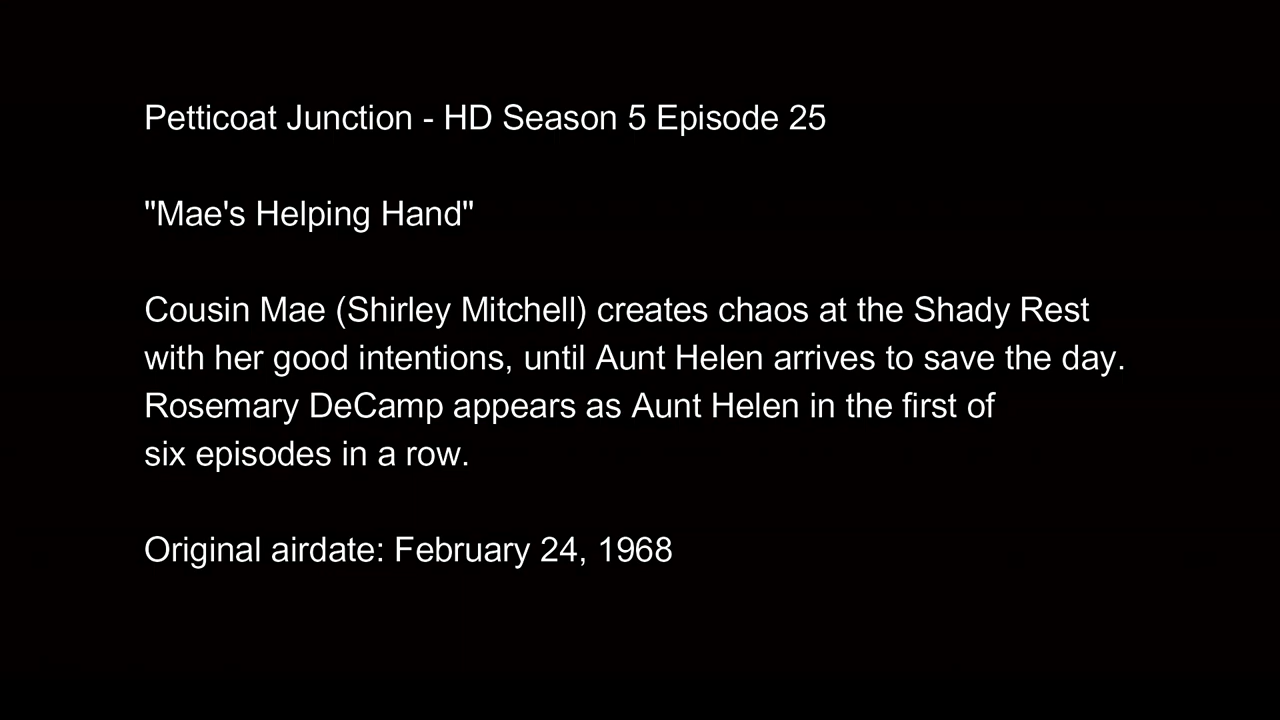 Petticoat Junction - HD Season 5 Episode 25
"Mae's Helping Hand"
Cousin Mae (Shirley Mitchell) creates chaos at the Shady Rest
with her good intentions, until Aunt Helen arrives to save the day.
Rosemary DeCamp appears as Aunt Helen in the first of
six episodes in a row.
Original airdate: February 24, 1968